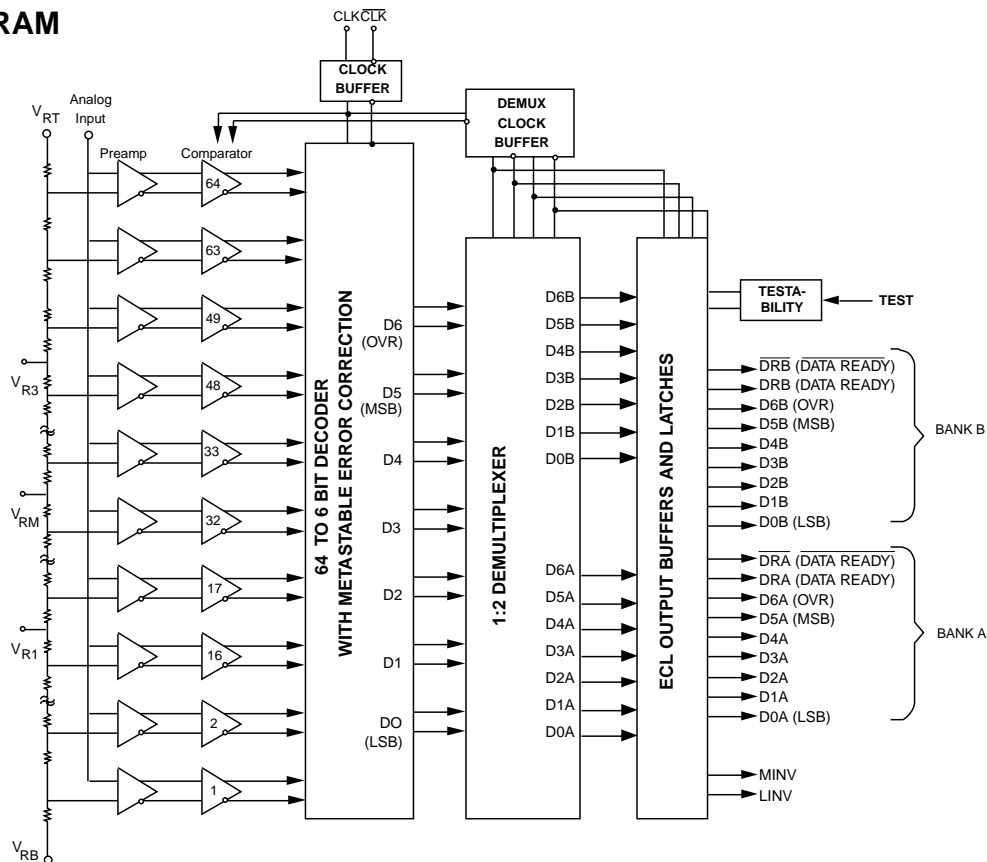 RAM
CLK CLK
CLOCK
BUFFER
DEMUX
CLOCK
BUFFER
VRT
Analog
Input
Preamp
Comparator
64
63
49
48
33
32
17
16
2
1
VR3
VRM
VR1
VRB
64 TO 6 BIT DECODER
WITH METASTABLE ERROR CORRECTION
D6
(OVR)
D5
(MSB)
D4
D3
D2
D1
DO
(LSB)
1:2 DEMULTIPLEXER
D6B
D5B
D4B
D3B
D2B
D1B
D0B
D6A
D5A
D4A
D3A
D2A
D1A
D0A
ECL OUTPUT BUFFERS AND LATCHES
TESTA-
BILITY
TEST
DRB (DATA READY)
DRB (DATA READY)
D6B (OVR)
D5B (MSB)
D4B
D3B
D2B
D1B
D0B (LSB)
BANK B
DRA (DATA READY)
DRA (DATA READY)
D6A (OVR)
D5A (MSB)
D4A
D3A
D2A
D1A
D0A (LSB)
BANK A
MINV
LINV